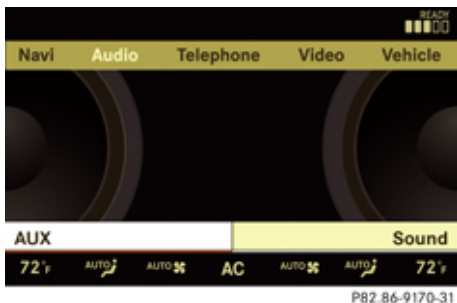 READY
Navi Audio Telephone Video Vehicle
AUX Sound
72°F AUTO AUTO AC AUTO AUTO 72°F
P82.86-9170-31